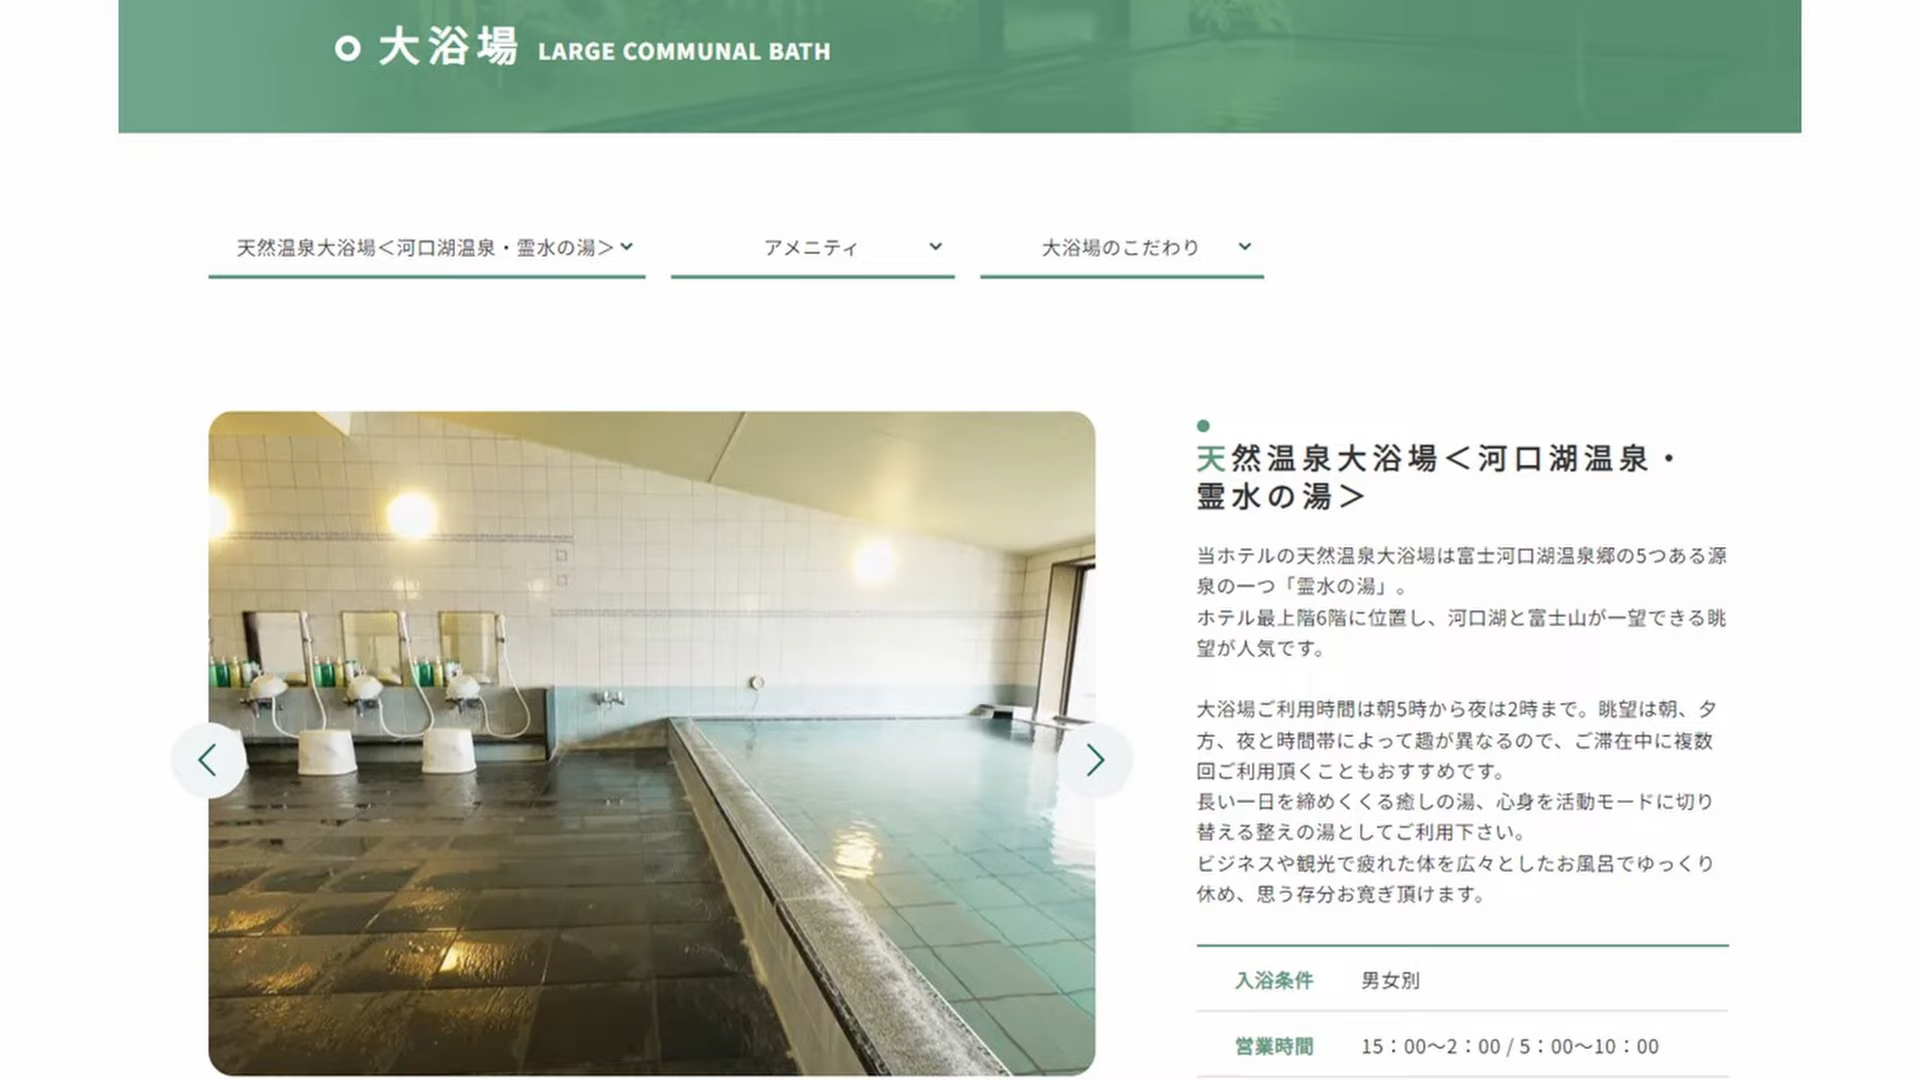 大浴場 LARGE COMMUNAL BATH
天然温泉大浴場＜河口湖温泉・霊水の湯＞
アメニティ
大浴場のこだわり
天然温泉大浴場＜河口湖温泉・
霊水の湯＞
当ホテルの天然温泉大浴場は富士河口湖温泉郷の5つある源
泉の一つ「霊水の湯」。
ホテル最上階6階に位置し、河口湖と富士山が一望できる眺
望が人気です。
大浴場ご利用時間は朝5時から夜は2時まで。眺望は朝、夕
方、夜と時間帯によって趣が異なるので、ご滞在中に複数
回ご利用頂くこともおすすめです。
長い一日を締めくくる癒しの湯、心身を活動モードに切り
替える整えの湯としてご利用下さい。
ビジネスや観光で疲れた体を広々としたお風呂でゆっくり
休め、思う存分お寛ぎ頂けます。
入浴条件 男女別
営業時間 15：00～2：00 / 5：00～10：00